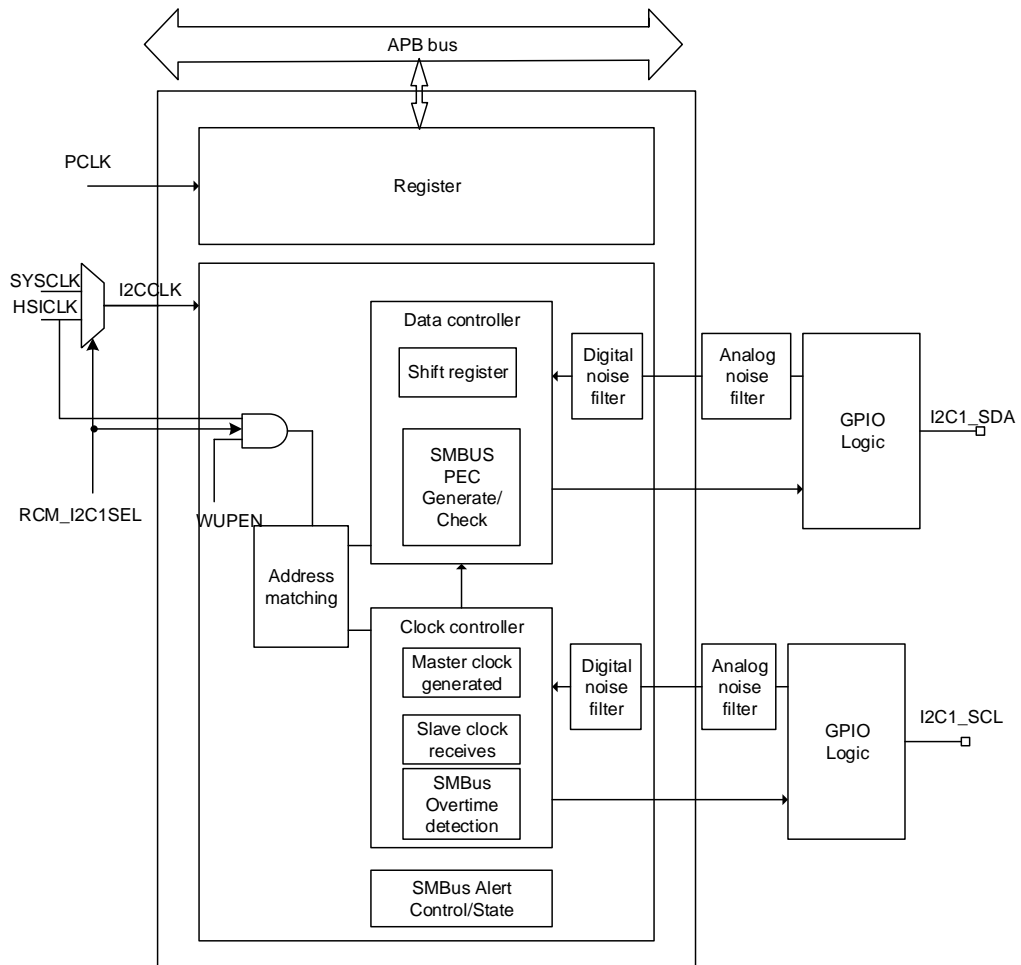 APB bus
PCLK
Register
SYSCLK
HSICLK
I2CCLK
Data controller
Shift register
Digital
noise
filter
Analog
noise
filter
GPIO
Logic
I2C1_SDA
SMBUS
PEC
Generate/
Check
RCM_I2C1SEL
WUPEN
Address
matching
Clock controller
Master clock
generated
Slave clock
receives
SMBus
Overtime
detection
Digital
noise
filter
Analog
noise
filter
GPIO
Logic
I2C1_SCL
SMBus Alert
Control/State